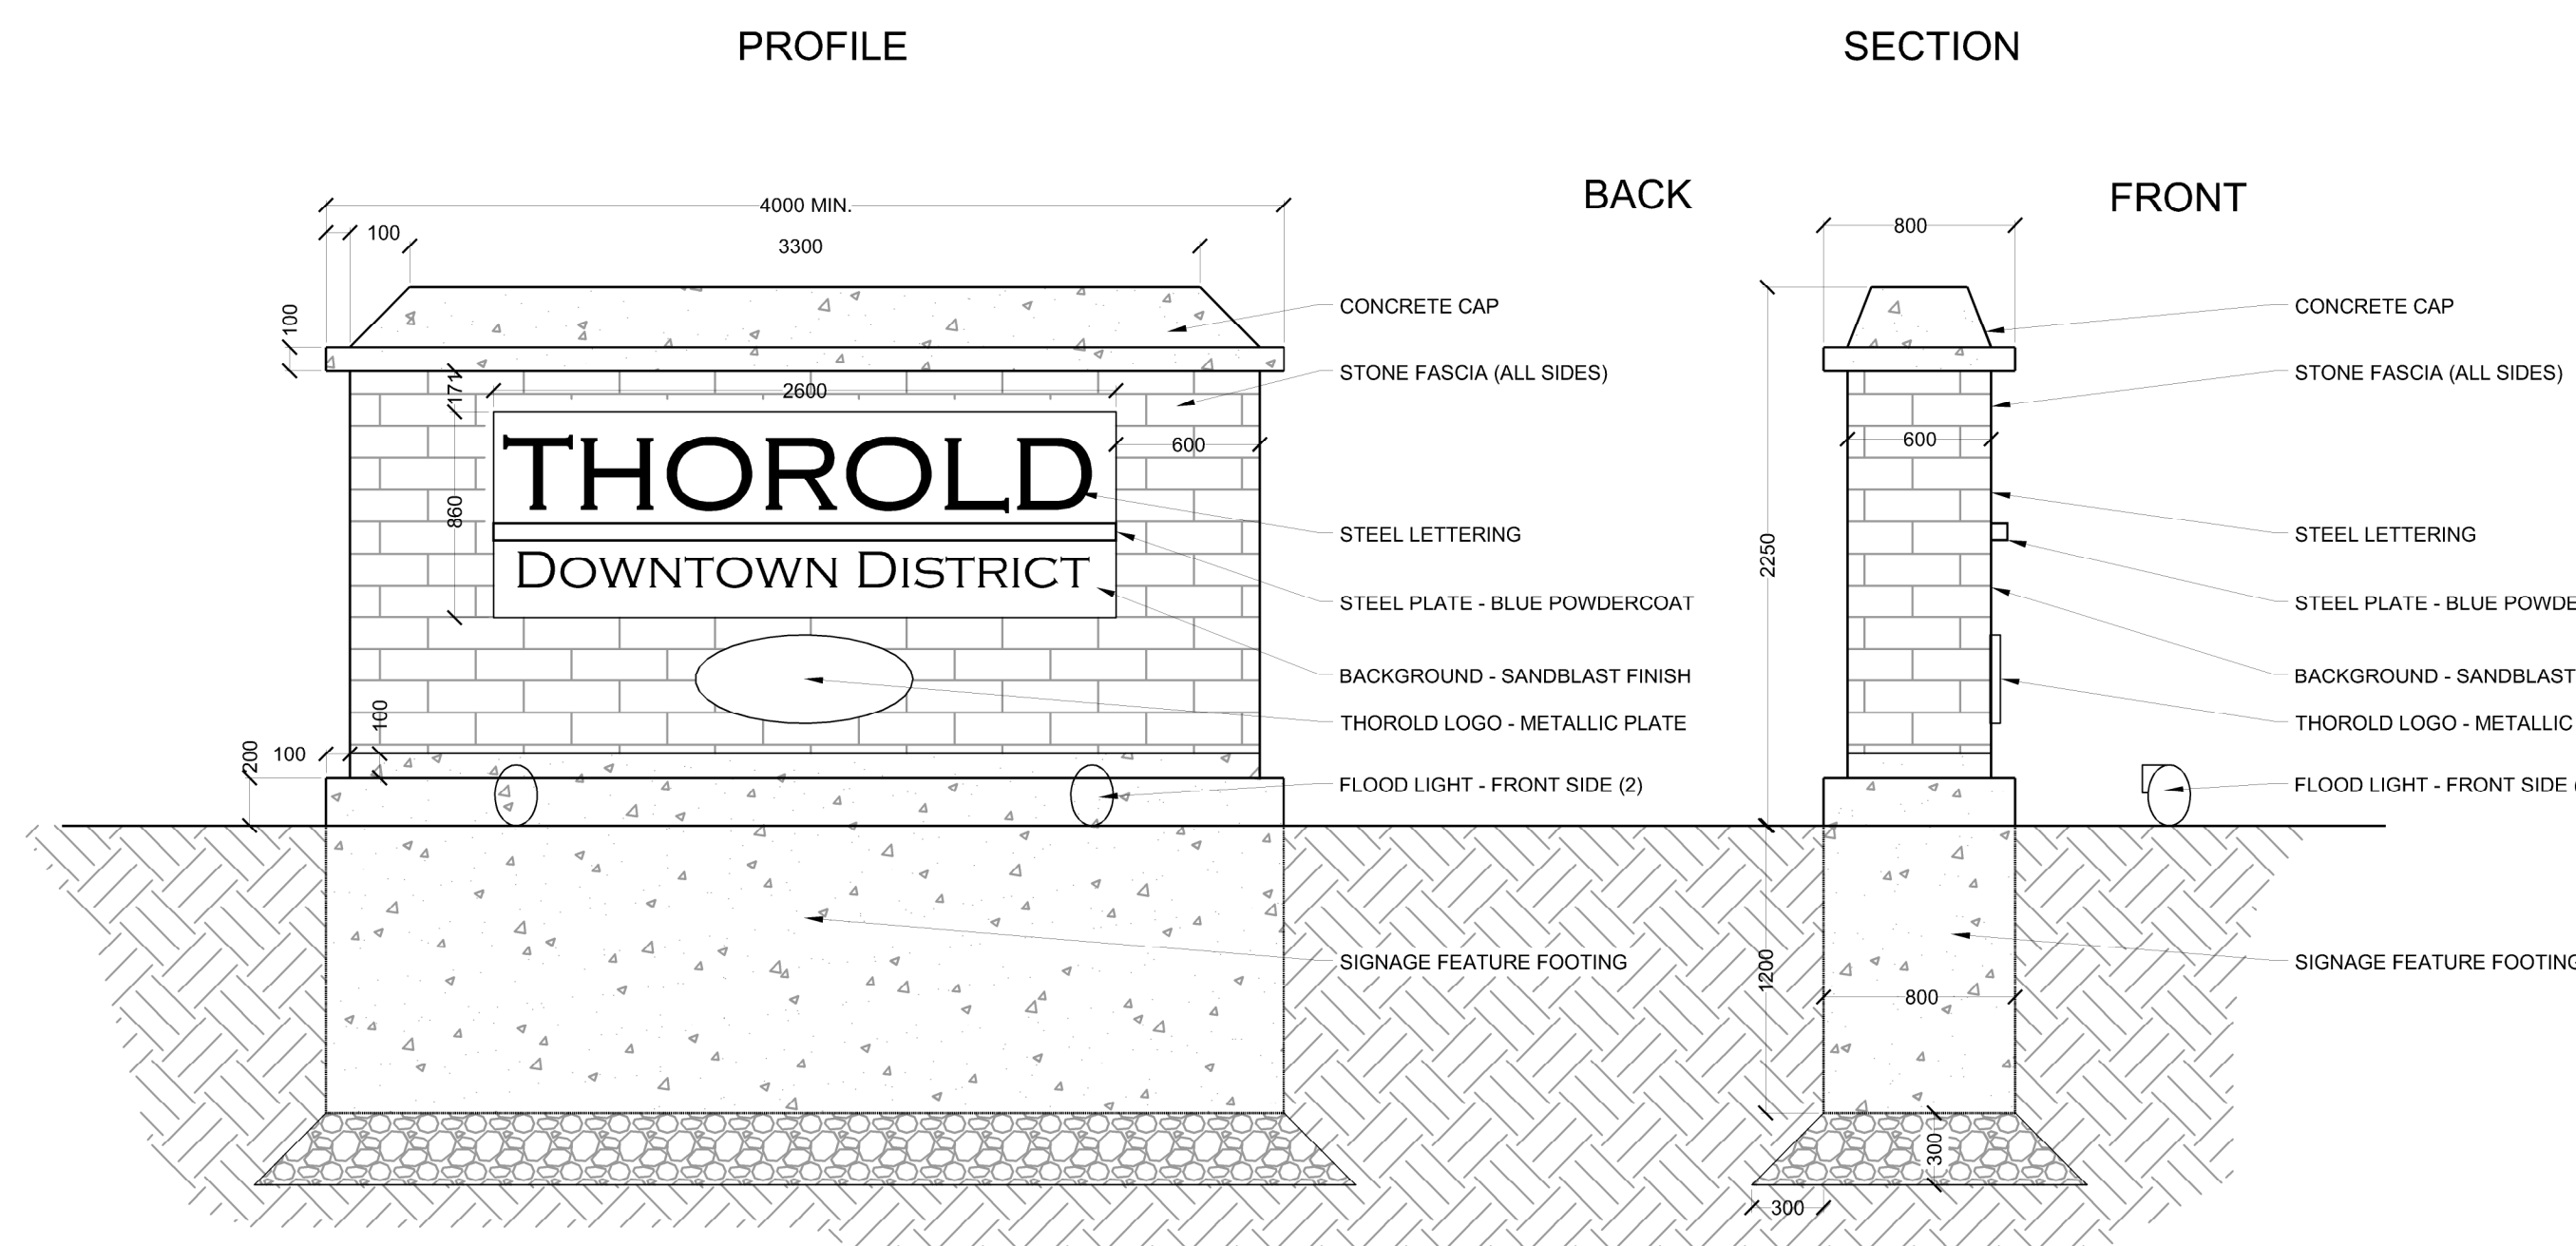 PROFILE
SECTION
BACK
FRONT
4000 MIN.
100
3300
800
100
CONCRETE CAP
CONCRETE CAP
171
2600
STONE FASCIA (ALL SIDES)
STONE FASCIA (ALL SIDES)
THOROLD
600
600
860
STEEL LETTERING
STEEL LETTERING
2250
DOWNTOWN DISTRICT
STEEL PLATE - BLUE POWDERCOAT
STEEL PLATE - BLUE POWDE
BACKGROUND - SANDBLAST FINISH
BACKGROUND - SANDBLAST
100
THOROLD LOGO - METALLIC PLATE
THOROLD LOGO - METALLIC
200
100
FLOOD LIGHT - FRONT SIDE (2)
FLOOD LIGHT - FRONT SIDE (
SIGNAGE FEATURE FOOTING
SIGNAGE FEATURE FOOTING
1200
800
300
300